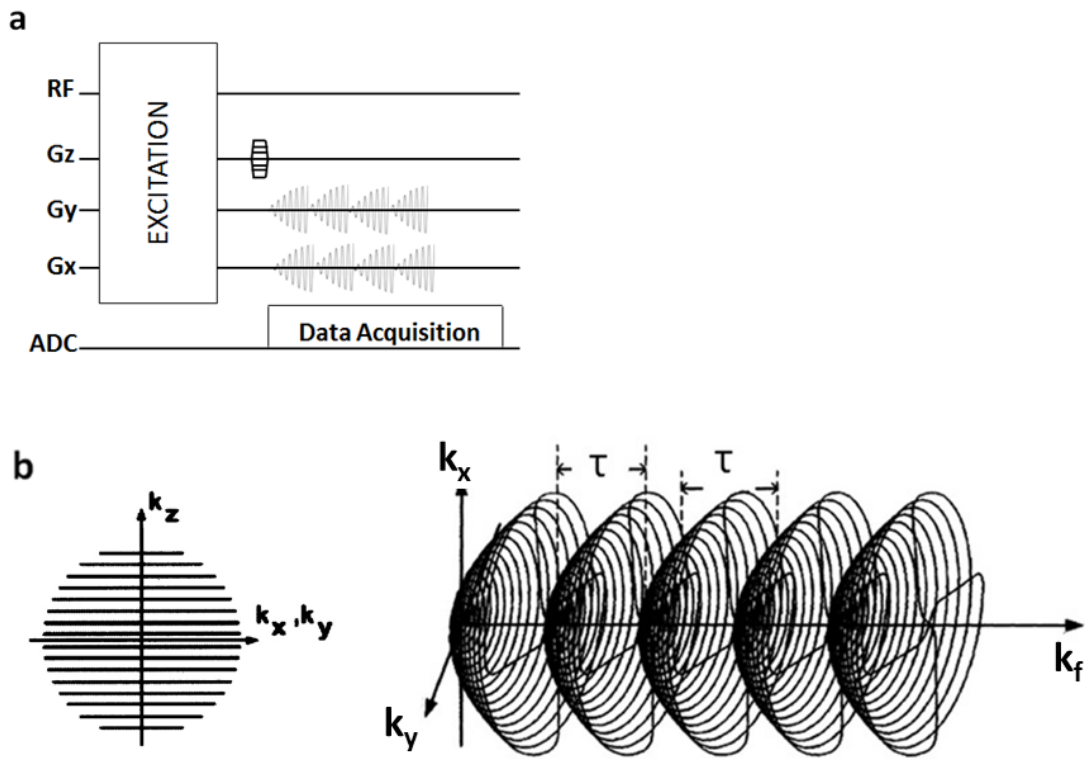 a
RF
Gz
Gy
Gx
ADC
EXCITATION
Data Acquisition
b
kz
kx,ky
kx
τ
τ
ky
kf